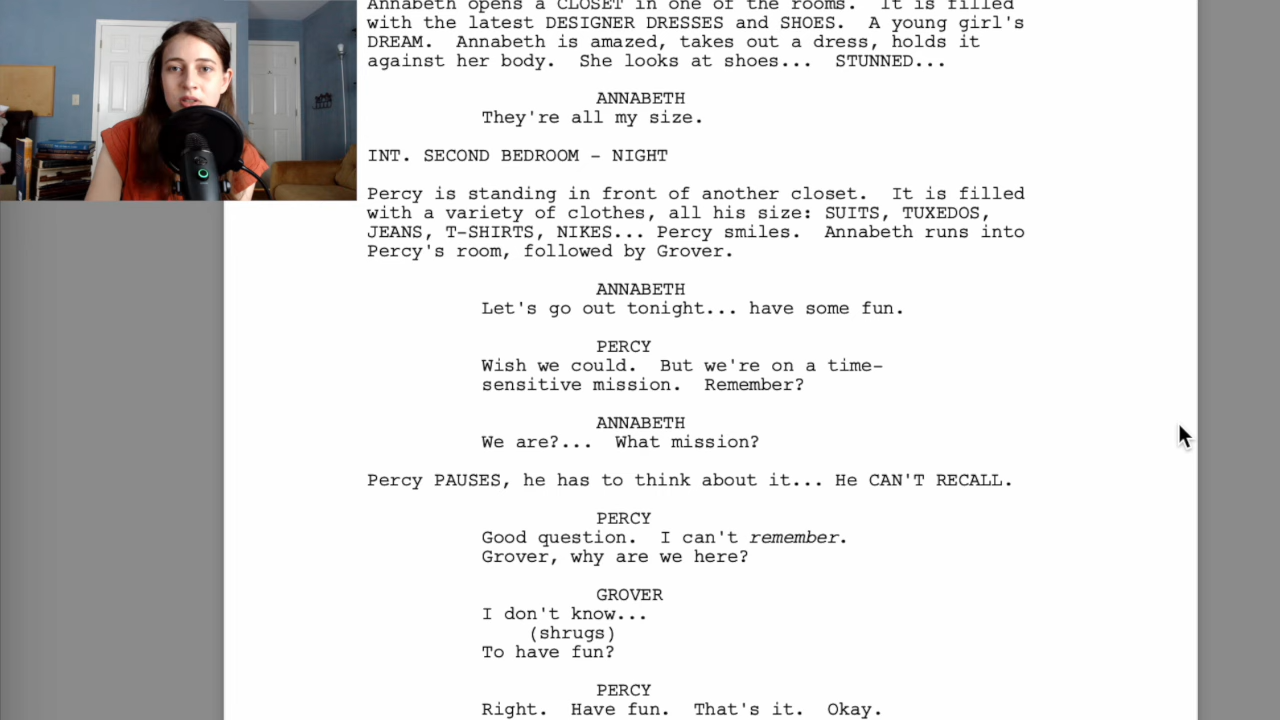 Annabeth opens a CLOSET in one of the rooms.  It is filled
with the latest DESIGNER DRESSES and SHOES.  A young girl's
DREAM.  Annabeth is amazed, takes out a dress, holds it
against her body.  She looks at shoes...  STUNNED...
ANNABETH
They're all my size.
INT. SECOND BEDROOM - NIGHT
Percy is standing in front of another closet.  It is filled
with a variety of clothes, all his size: SUITS, TUXEDOS,
JEANS, T-SHIRTS, NIKES... Percy smiles.  Annabeth runs into
Percy's room, followed by Grover.
ANNABETH
Let's go out tonight... have some fun.
PERCY
Wish we could.  But we're on a time-
sensitive mission.  Remember?
ANNABETH
We are?...  What mission?
Percy PAUSES, he has to think about it... He CAN'T RECALL.
PERCY
Good question.  I can't remember.
Grover, why are we here?
GROVER
I don't know...
(shrugs)
To have fun?
PERCY
Right.  Have fun.  That's it.  Okay.